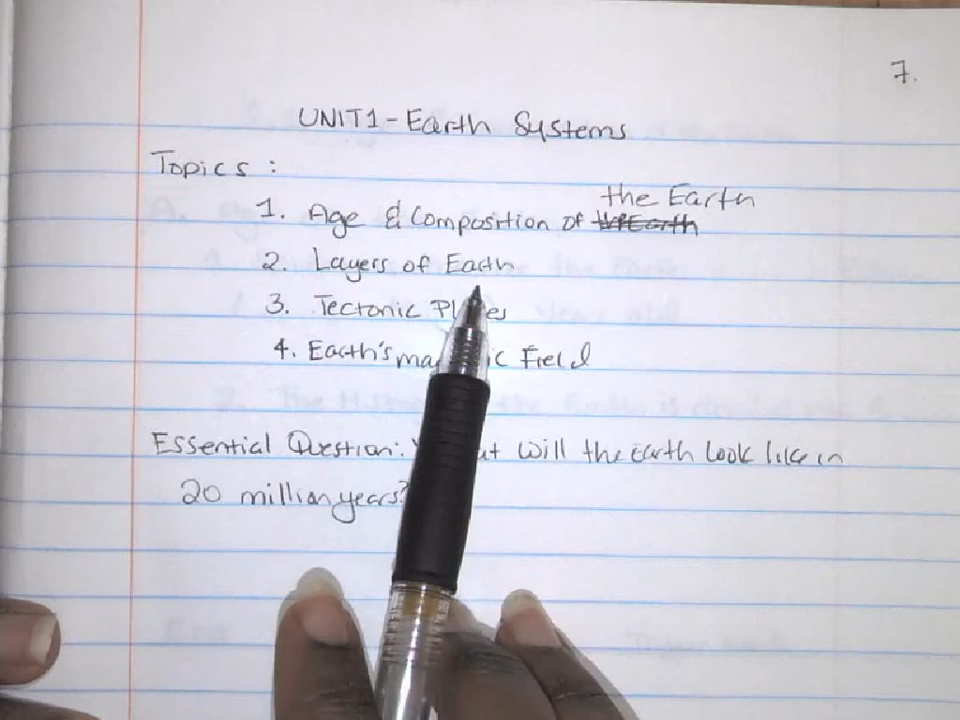 7.
UNIT1 - Earth Systems
Topics :
the Earth
1. Age & Composition of
2. Layers of Earth
3. Tectonic
4. Earth's Field
Essential Question: will the Earth look like in
20 million years?